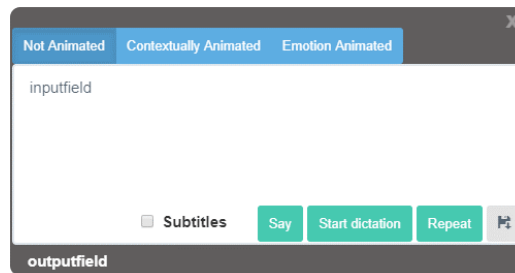 x
Not Animated Contextually Animated Emotion Animated
inputfield
Subtitles Say Start dictation Repeat
outputfield